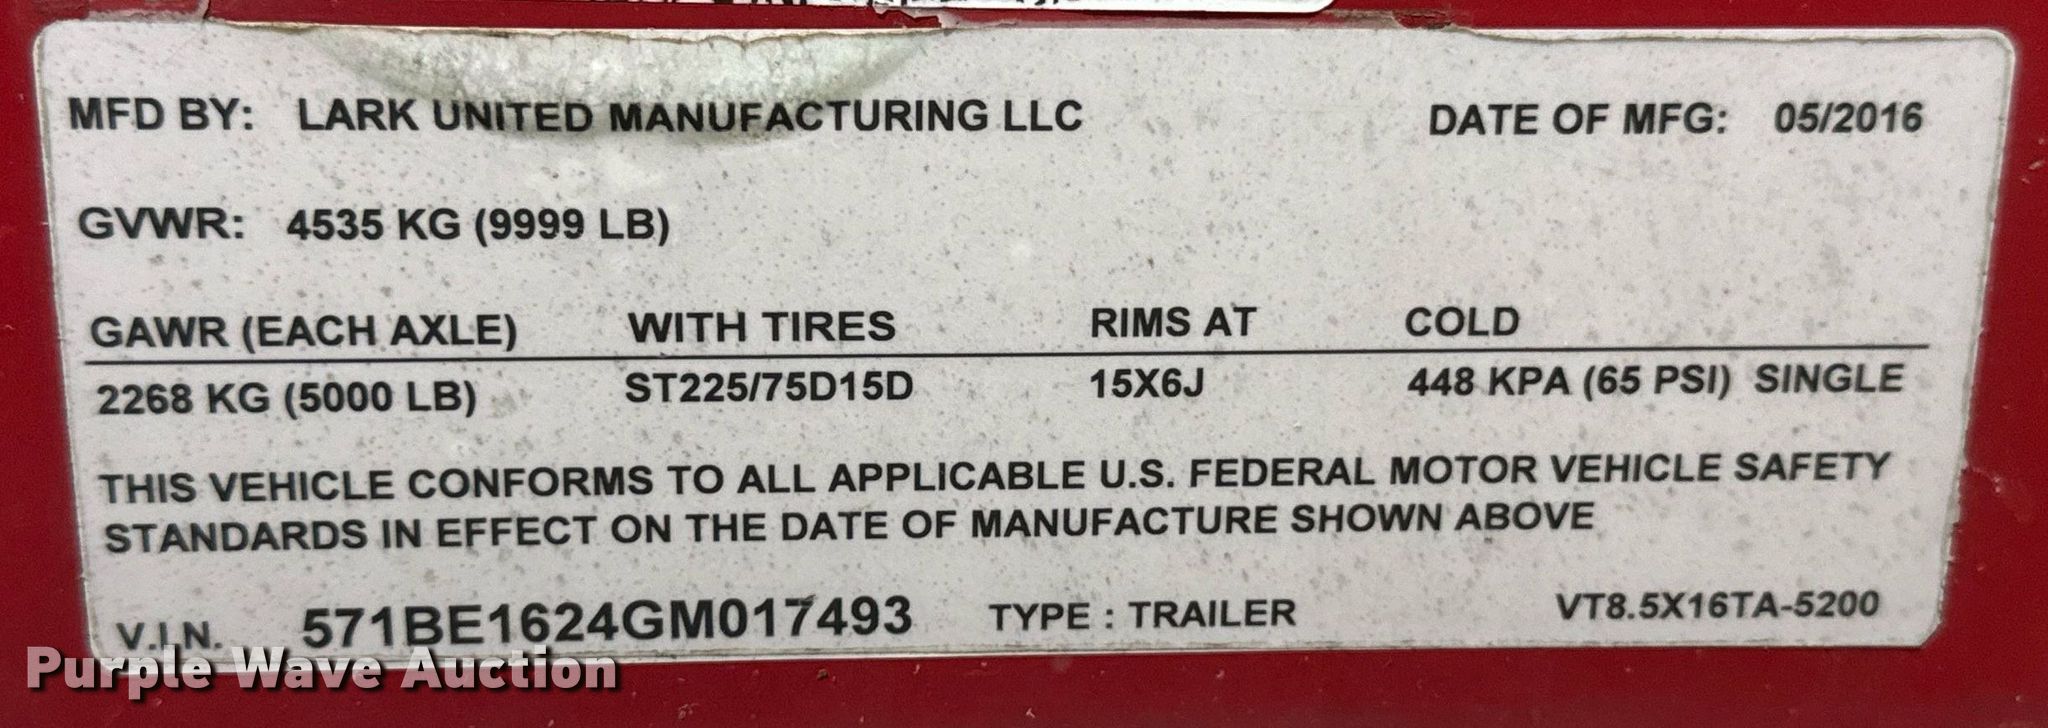 MFD BY: LARK UNITED MANUFACTURING LLC DATE OF MFG: 05/2016
GVWR: 4535 KG (9999 LB)
GAWR (EACH AXLE) WITH TIRES RIMS AT COLD
2268 KG (5000 LB) ST225/75D15D 15X6J 448 KPA (65 PSI) SINGLE
THIS VEHICLE CONFORMS TO ALL APPLICABLE U.S. FEDERAL MOTOR VEHICLE SAFETY
STANDARDS IN EFFECT ON THE DATE OF MANUFACTURE SHOWN ABOVE
V.I.N. 571BE1624GM017493 TYPE : TRAILER VT8.5X16TA-5200
Purple Wave Auction